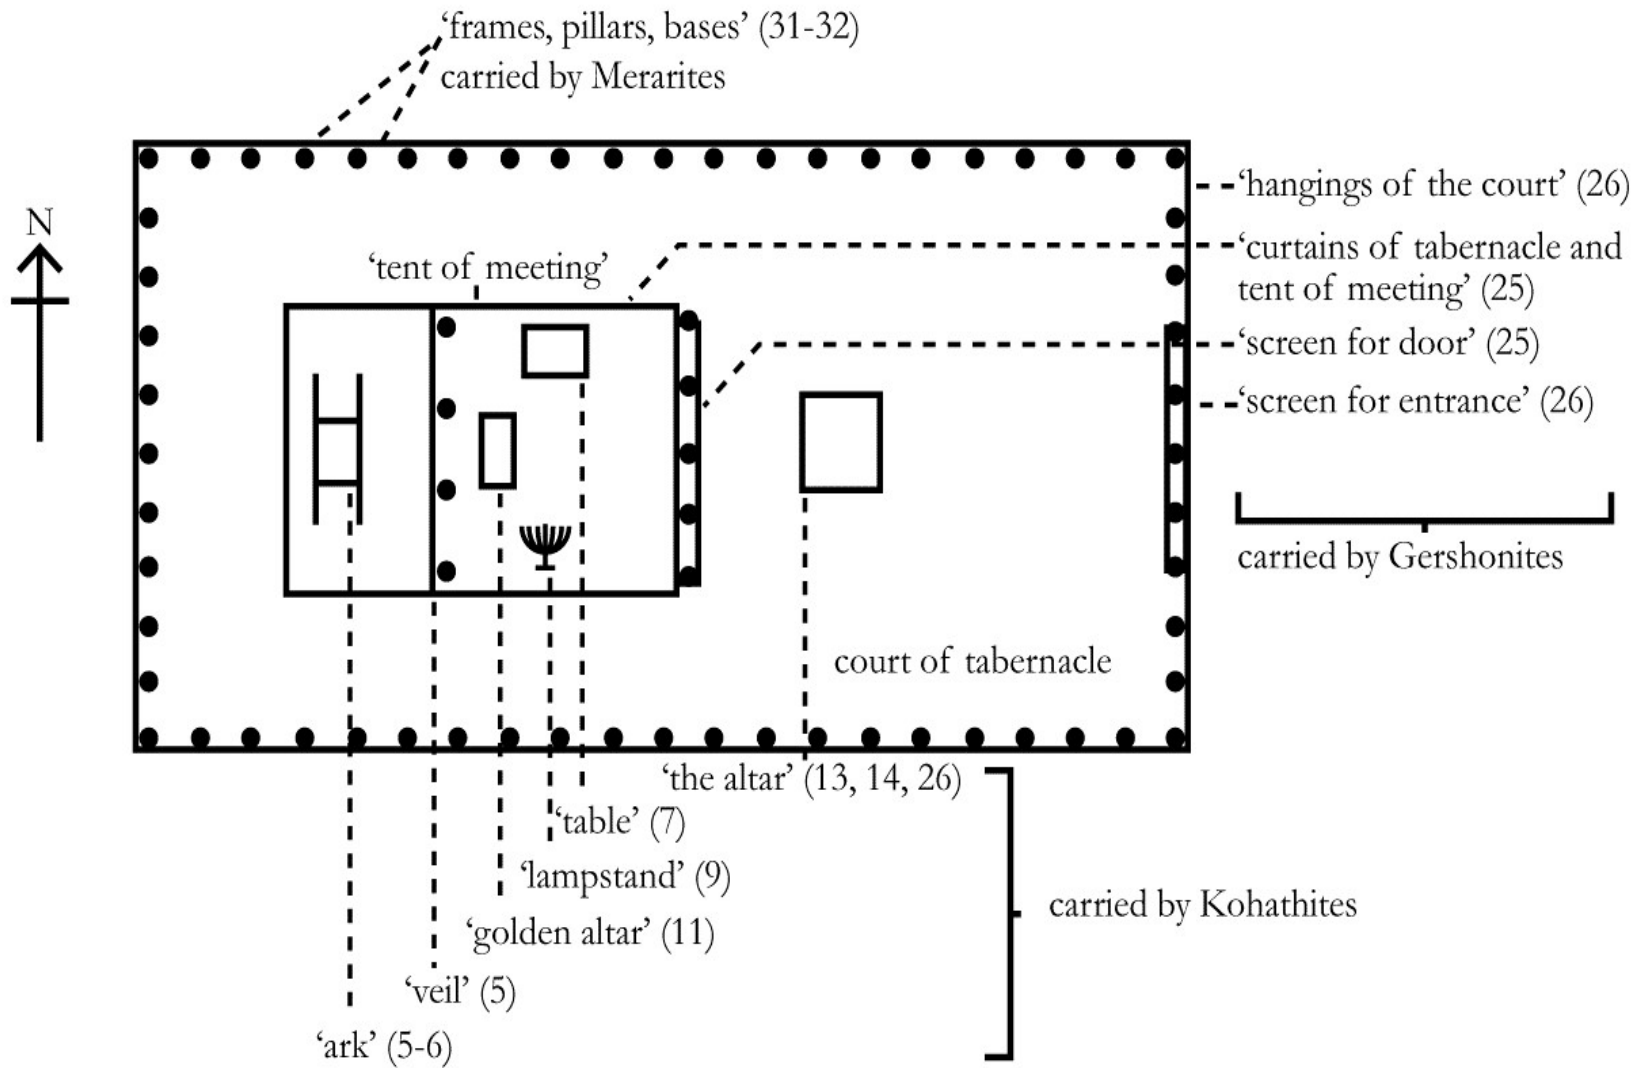 ‘frames, pillars, bases’ (31-32)
carried by Merarites
N
‘hangings of the court’ (26)
‘curtains of tabernacle and
tent of meeting’ (25)
‘tent of meeting’
‘screen for door’ (25)
‘screen for entrance’ (26)
carried by Gershonites
court of tabernacle
‘the altar’ (13, 14, 26)
‘table’ (7)
‘lampstand’ (9)
‘golden altar’ (11)
‘veil’ (5)
‘ark’ (5-6)
carried by Kohathites